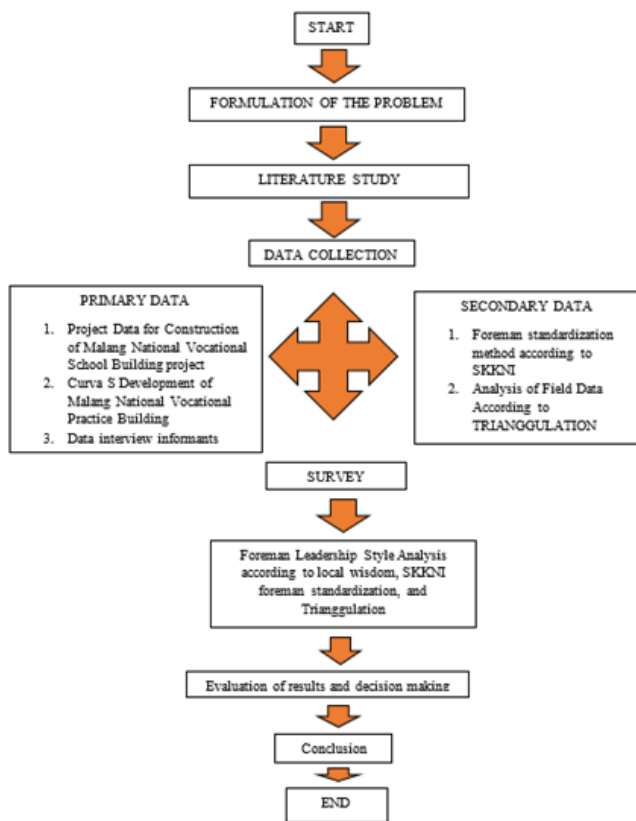 START
FORMULATION OF THE PROBLEM
LITERATURE STUDY
DATA COLLECTION
PRIMARY DATA
1. Project Data for Construction
of Malang National Vocational
School Building project
2. Curva S Development of
Malang National Vocational
Practice Building
3. Data interview informants
SECONDARY DATA
1. Foreman standardization
method according to
SKKNI
2. Analysis of Field Data
According to
TRIANGGULATION
SURVEY
Foreman Leadership Style Analysis
according to local wisdom, SKKNI
foreman standardization, and
Trianggulation
Evaluation of results and decision making
Conclusion
END